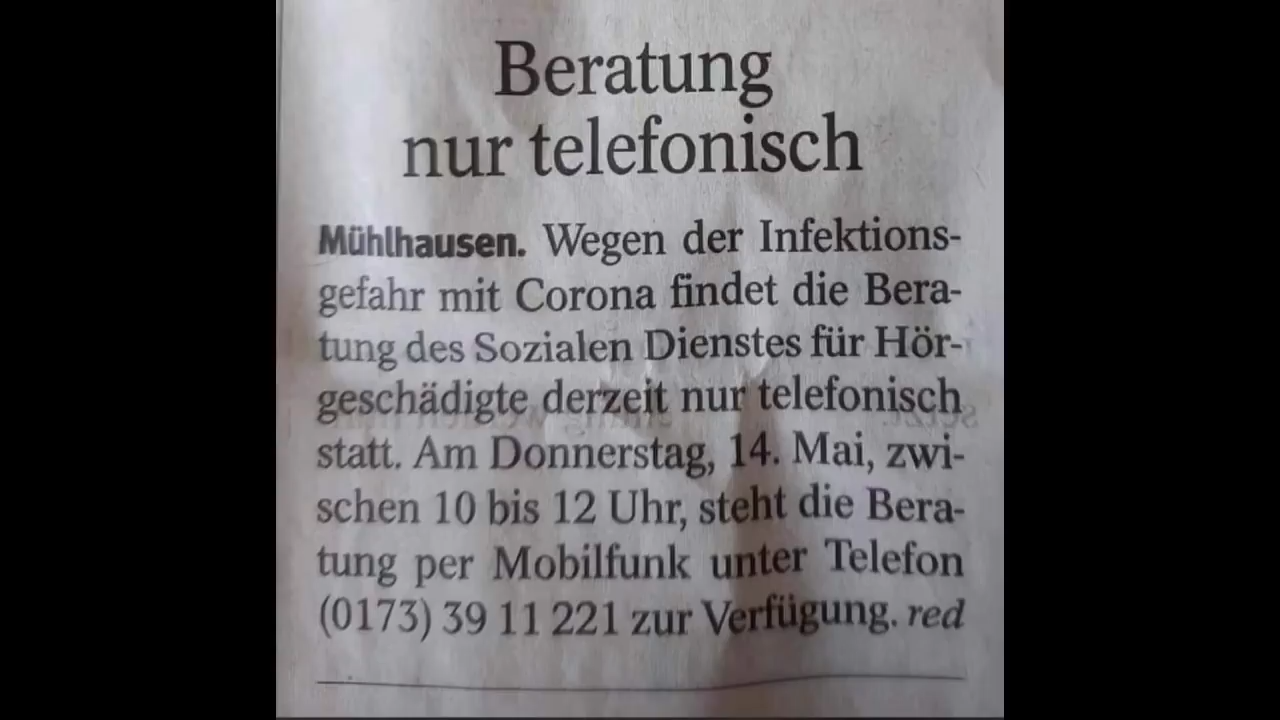 Beratung
nur telefonisch
Mühlhausen. Wegen der Infektions-
gefahr mit Corona findet die Bera-
tung des Sozialen Dienstes für Hör-
geschädigte derzeit nur telefonisch
statt. Am Donnerstag, 14. Mai, zwi-
schen 10 bis 12 Uhr, steht die Bera-
tung per Mobilfunk unter Telefon
(0173) 39 11 221 zur Verfügung. red